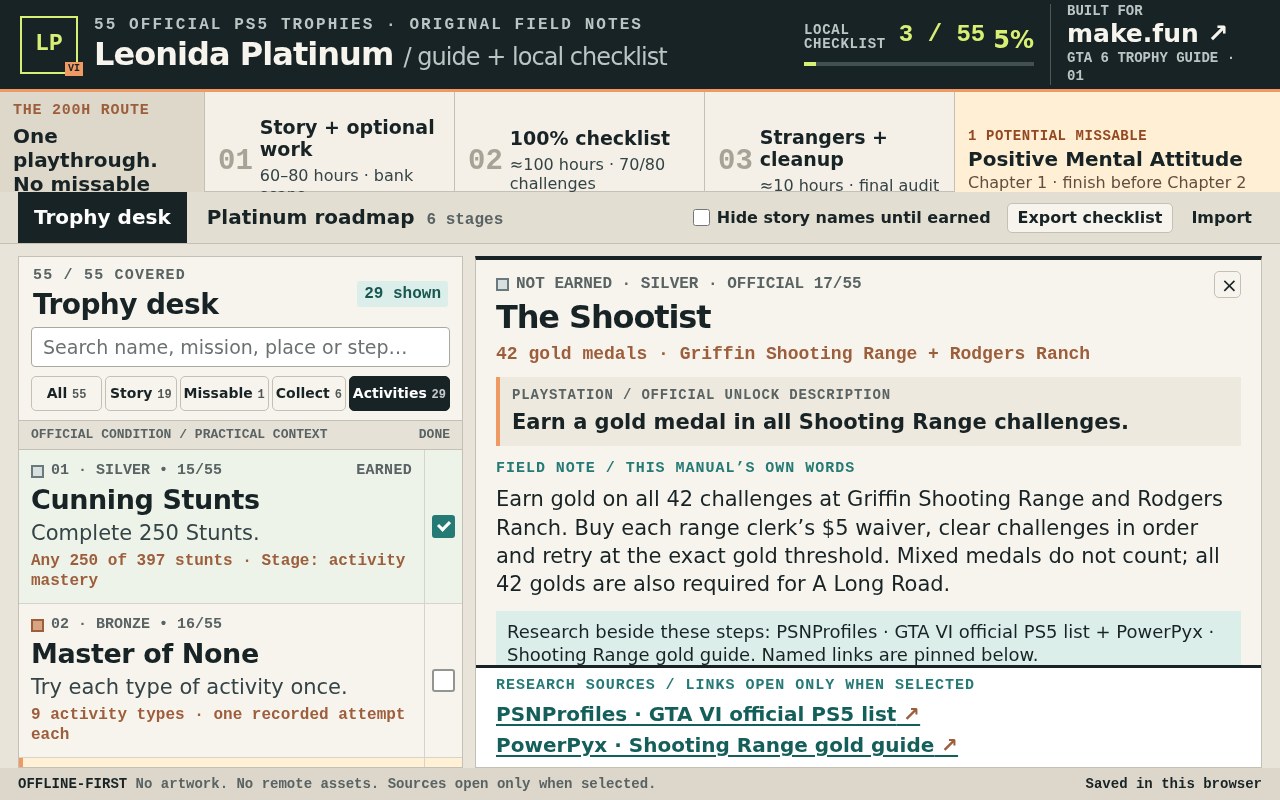 LP
VI
55 OFFICIAL PS5 TROPHIES · ORIGINAL FIELD NOTES
Leonida Platinum / guide + local checklist
LOCAL CHECKLIST 3 / 55 5%
BUILT FOR
make.fun ↗
GTA 6 TROPHY GUIDE · 01
THE 200H ROUTE
One playthrough.
No missable
01 Story + optional work
60–80 hours · bank
02 100% checklist
≈100 hours · 70/80 challenges
03 Strangers + cleanup
≈10 hours · final audit
1 POTENTIAL MISSABLE
Positive Mental Attitude
Chapter 1 · finish before Chapter 2
Trophy desk
Platinum roadmap 6 stages
Hide story names until earned
Export checklist
Import
55 / 55 COVERED
Trophy desk
29 shown
Search name, mission, place or step…
All 55
Story 19
Missable 1
Collect 6
Activities 29
OFFICIAL CONDITION / PRACTICAL CONTEXT DONE
01 · SILVER • 15/55 EARNED
Cunning Stunts
Complete 250 Stunts.
Any 250 of 397 stunts · Stage: activity mastery
02 · BRONZE • 16/55
Master of None
Try each type of activity once.
9 activity types · one recorded attempt each
NOT EARNED · SILVER · OFFICIAL 17/55
×
The Shootist
42 gold medals · Griffin Shooting Range + Rodgers Ranch
PLAYSTATION / OFFICIAL UNLOCK DESCRIPTION
Earn a gold medal in all Shooting Range challenges.
FIELD NOTE / THIS MANUAL’S OWN WORDS
Earn gold on all 42 challenges at Griffin Shooting Range and Rodgers
Ranch. Buy each range clerk’s $5 waiver, clear challenges in order
and retry at the exact gold threshold. Mixed medals do not count; all
42 golds are also required for A Long Road.
Research beside these steps: PSNProfiles · GTA VI official PS5 list + PowerPyx ·
Shooting Range gold guide. Named links are pinned below.
RESEARCH SOURCES / LINKS OPEN ONLY WHEN SELECTED
PSNProfiles · GTA VI official PS5 list ↗
PowerPyx · Shooting Range gold guide ↗
OFFLINE-FIRST No artwork. No remote assets. Sources open only when selected.
Saved in this browser